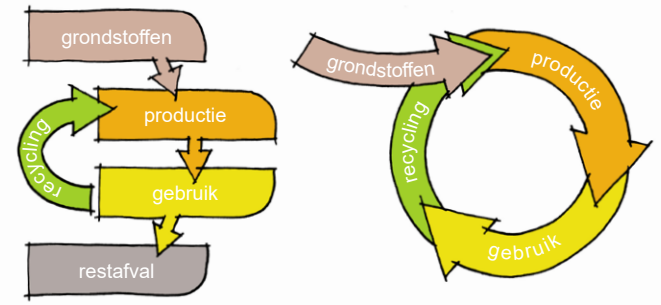 grondstoffen
productie
recycling
gebruik
restafval
grondstoffen
productie
recycling
gebruik